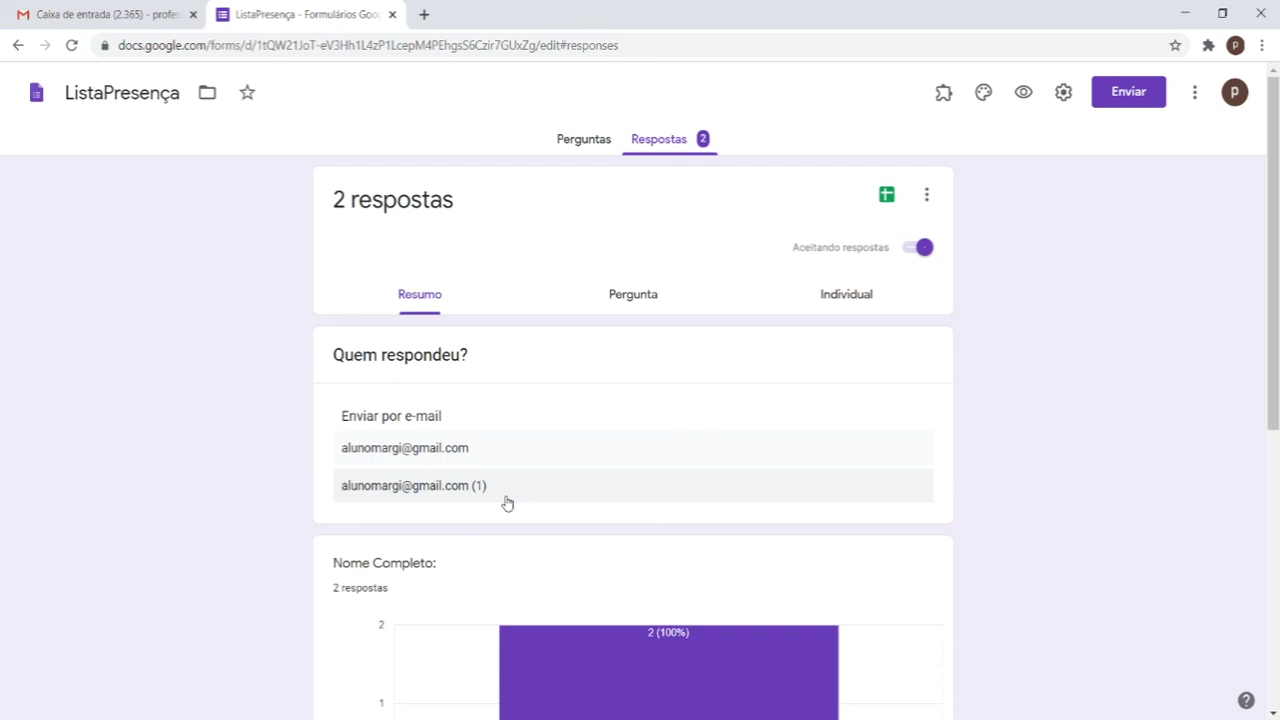 Caixa de entrada (2.365) - profes
ListaPresença - Formulários Goo
docs.google.com/forms/d/1tQW21JoT-eV3Hh1L4zP1LcepM4PEhgsS6Czir7GUxZg/edit#responses
P
ListaPresença
Enviar
P
Perguntas
Respostas 2
2 respostas
Aceitando respostas
Resumo
Pergunta
Individual
Quem respondeu?
Enviar por e-mail
alunomargi@gmail.com
alunomargi@gmail.com (1)
Nome Completo:
2 respostas
2
2 (100%)
1